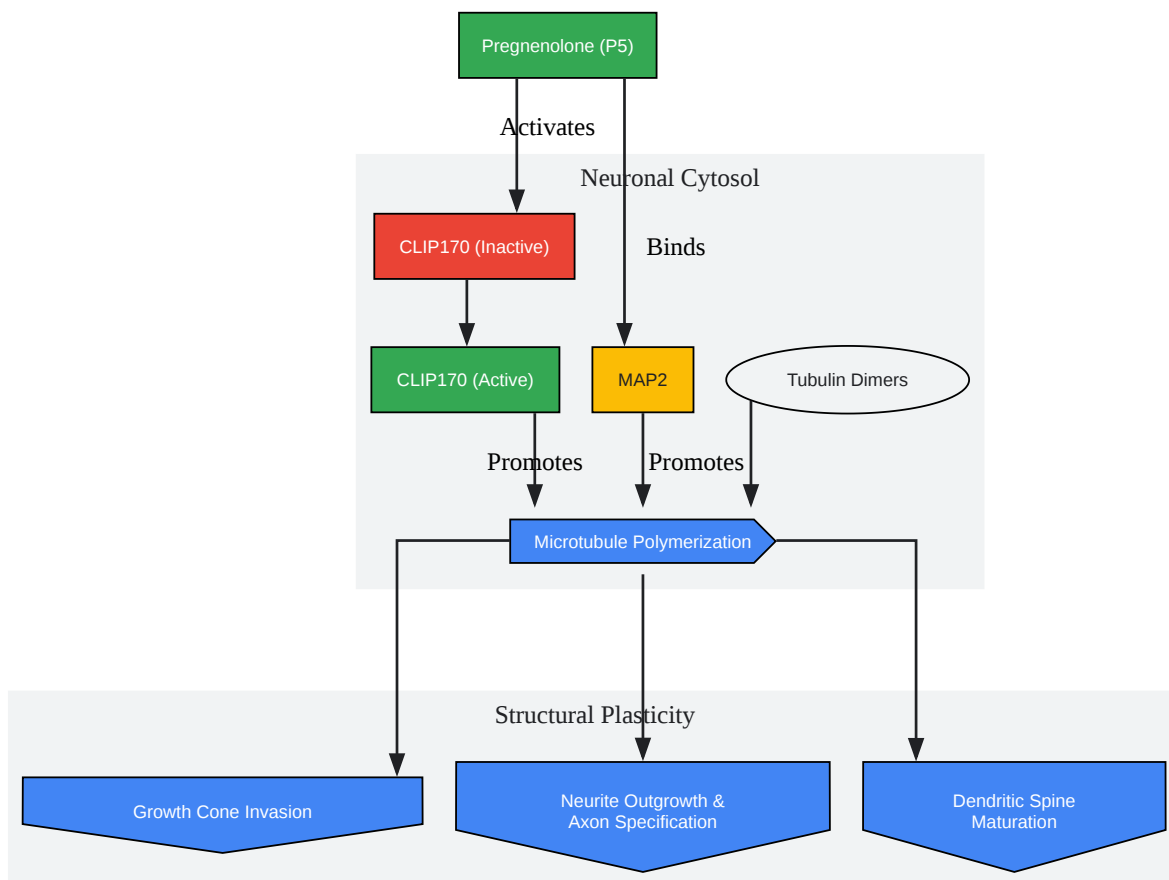 Pregnenolone (P5)
Activates
Neuronal Cytosol
CLIP170 (Inactive)
Binds
CLIP170 (Active)
MAP2
Tubulin Dimers
Promotes
Promotes
Microtubule Polymerization
Structural Plasticity
Growth Cone Invasion
Neurite Outgrowth &
Axon Specification
Dendritic Spine
Maturation